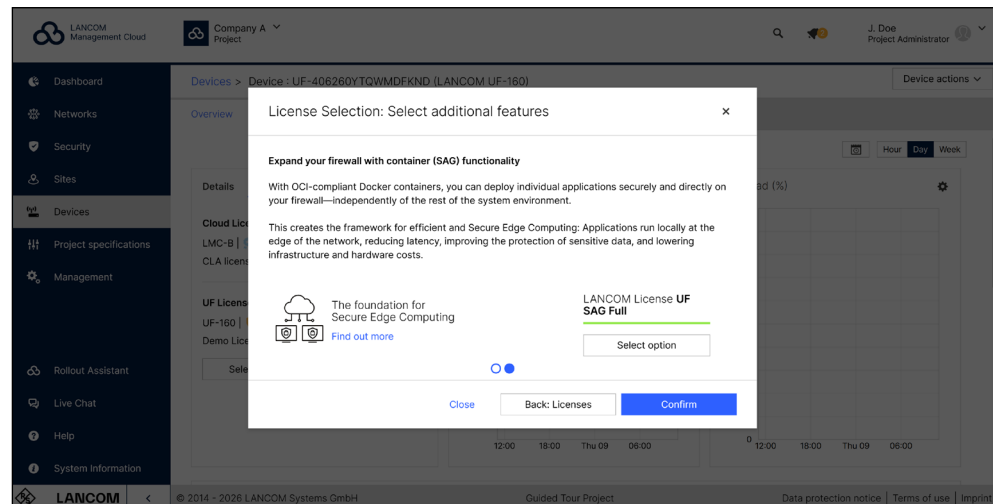 LANCOM
Management Cloud
Company A
Project
J. Doe
Project Administrator
Dashboard
Networks
Security
Sites
Devices
Project specifications
Management
Rollout Assistant
Live Chat
Help
System Information
LANCOM
Devices > Device : UF-406260YTQWMDFKND (LANCOM UF-160)
Device actions
Overview
Hour Day Week
Details
ad (%)
Cloud Lice
LMC-B |
CLA licens
UF License
UF-160 |
Demo Lice
Sele
License Selection: Select additional features
Expand your firewall with container (SAG) functionality
With OCI-compliant Docker containers, you can deploy individual applications securely and directly on
your firewall—independently of the rest of the system environment.
This creates the framework for efficient and Secure Edge Computing: Applications run locally at the
edge of the network, reducing latency, improving the protection of sensitive data, and lowering
infrastructure and hardware costs.
The foundation for
Secure Edge Computing
Find out more
LANCOM License UF
SAG Full
Select option
Close
Back: Licenses
Confirm
12:00 18:00 Thu 09 06:00
0
12:00 18:00 Thu 09 06:00
© 2014 - 2026 LANCOM Systems GmbH
Guided Tour Project
Data protection notice | Terms of use | Imprint